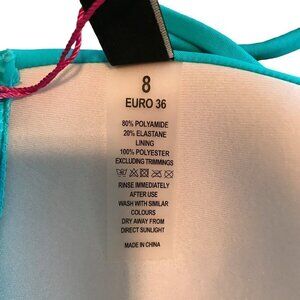 8
EURO 36
80% POLYAMIDE
20% ELASTANE
LINING
100% POLYESTER
EXCLUDING TRIMMINGS
RINSE IMMEDIATELY
AFTER USE
WASH WITH SIMILAR
COLOURS
DRY AWAY FROM
DIRECT SUNLIGHT
MADE IN CHINA